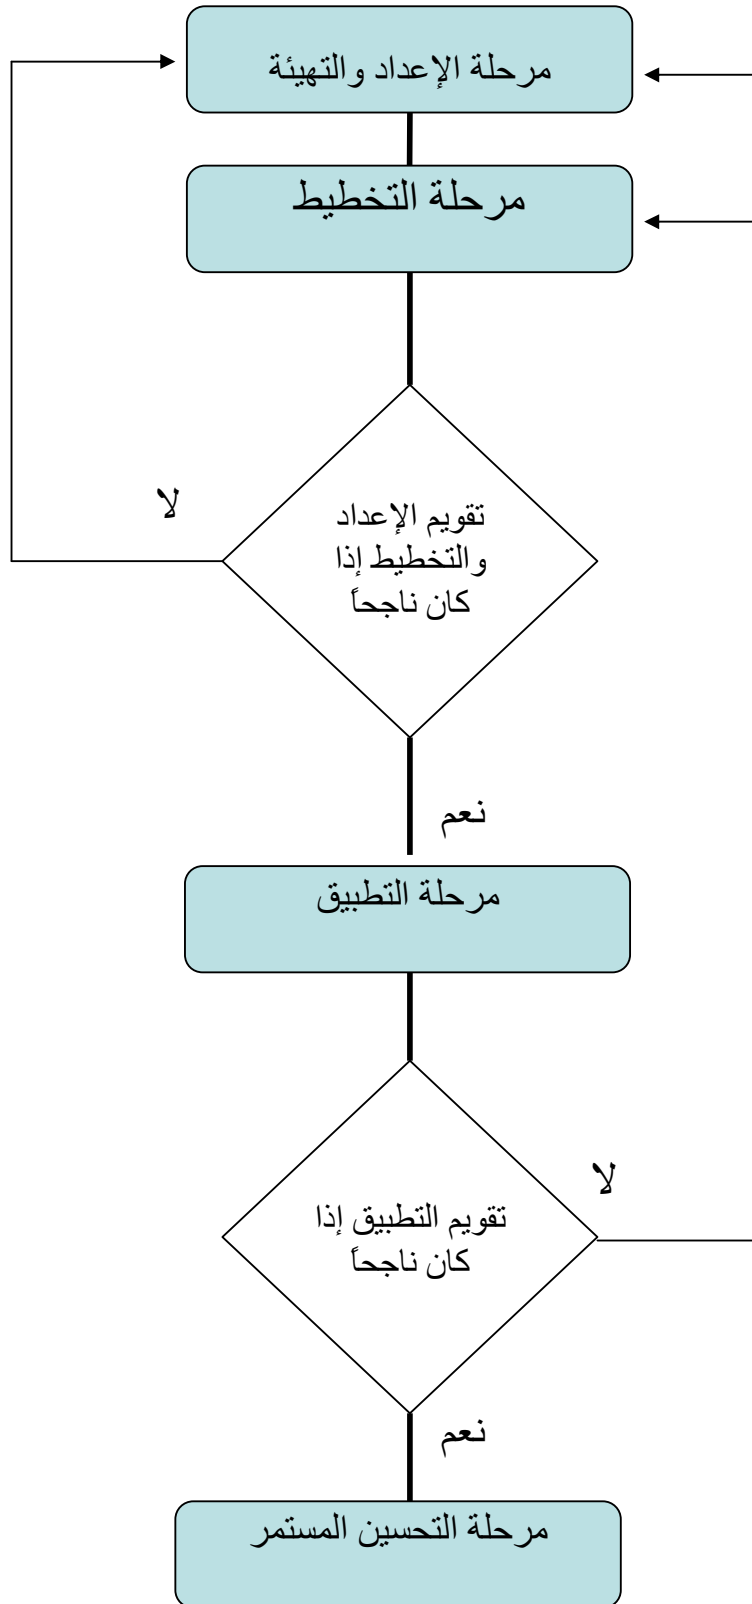 مرحلة الإعداد والتهيئة
مرحلة التخطيط
لا
تقويم الإعداد
والتخطيط إذا
كان ناجحاً
نعم
مرحلة التطبيق
لا
تقويم التطبيق إذا
كان ناجحاً
نعم
مرحلة التحسين المستمر